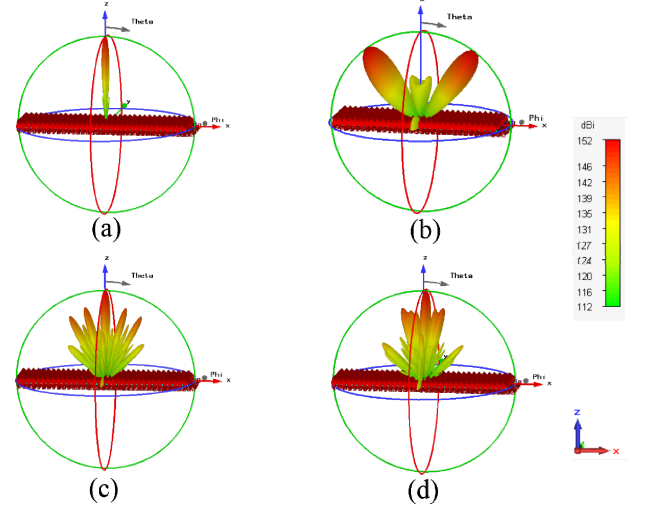 z
Theta
y
Phi
x
(a)
z
Theta
Phi
x
(b)
dBi
152
146
142
139
135
131
127
124
120
116
112
z
Theta
Phi
x
(c)
z
Theta
y
Phi
x
(d)
z
x